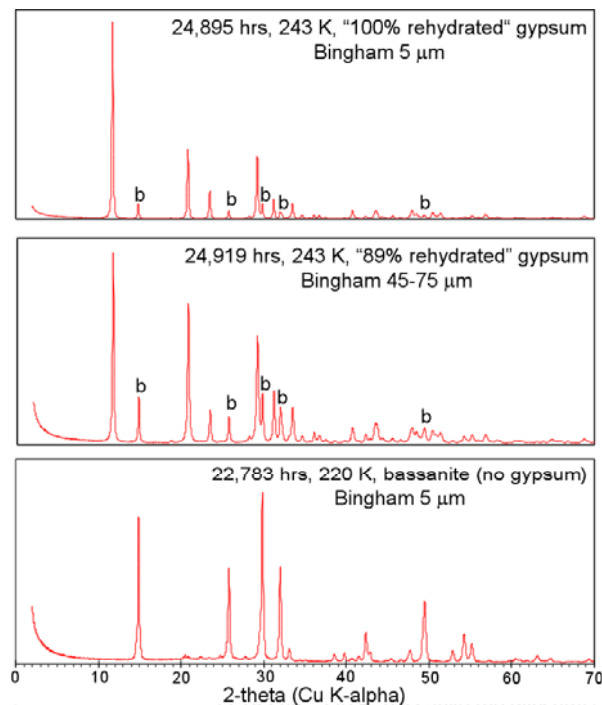 24,895 hrs, 243 K, “100% rehydrated“ gypsum
Bingham 5 μm
b
b
b
b
b
24,919 hrs, 243 K, “89% rehydrated“ gypsum
Bingham 45-75 μm
b
b
b
b
b
22,783 hrs, 220 K, bassanite (no gypsum)
Bingham 5 μm
0 10 20 30 40 50 60 70
2-theta (Cu K-alpha)